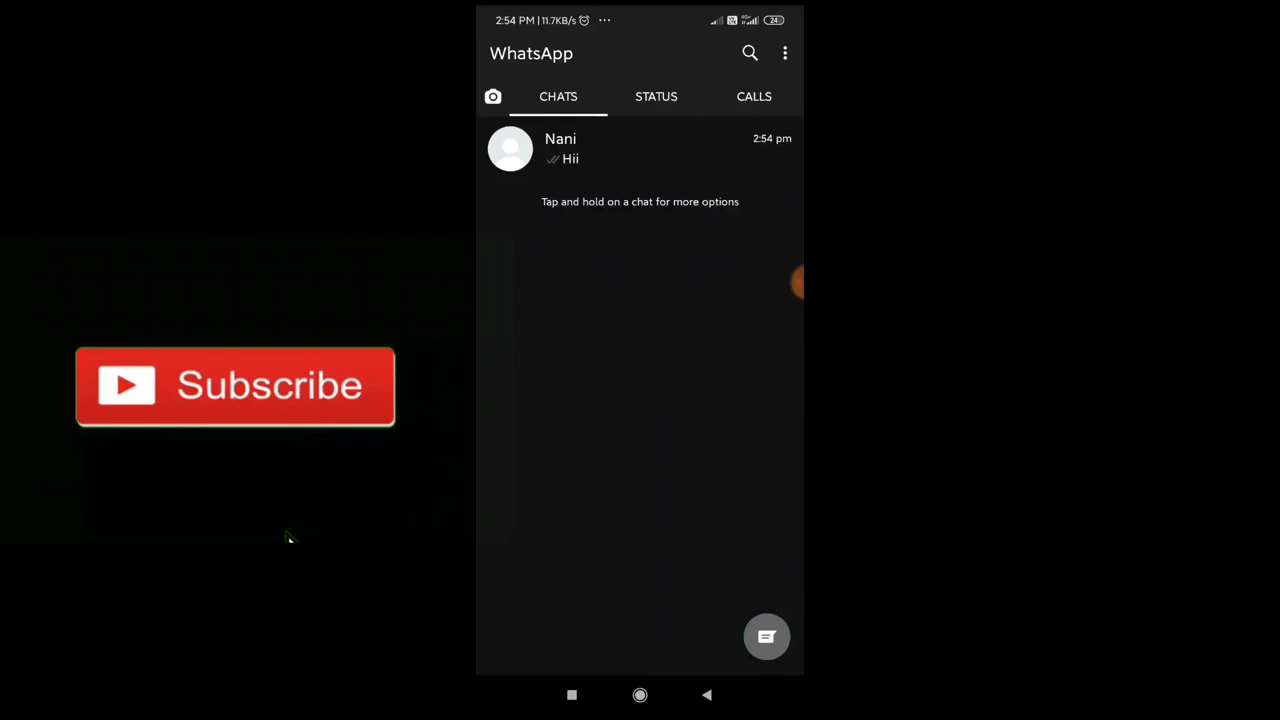 2:54 PM | 11.7KB/s ... 24
WhatsApp
CHATS STATUS CALLS
Nani 2:54 pm
Hii
Tap and hold on a chat for more options
Subscribe